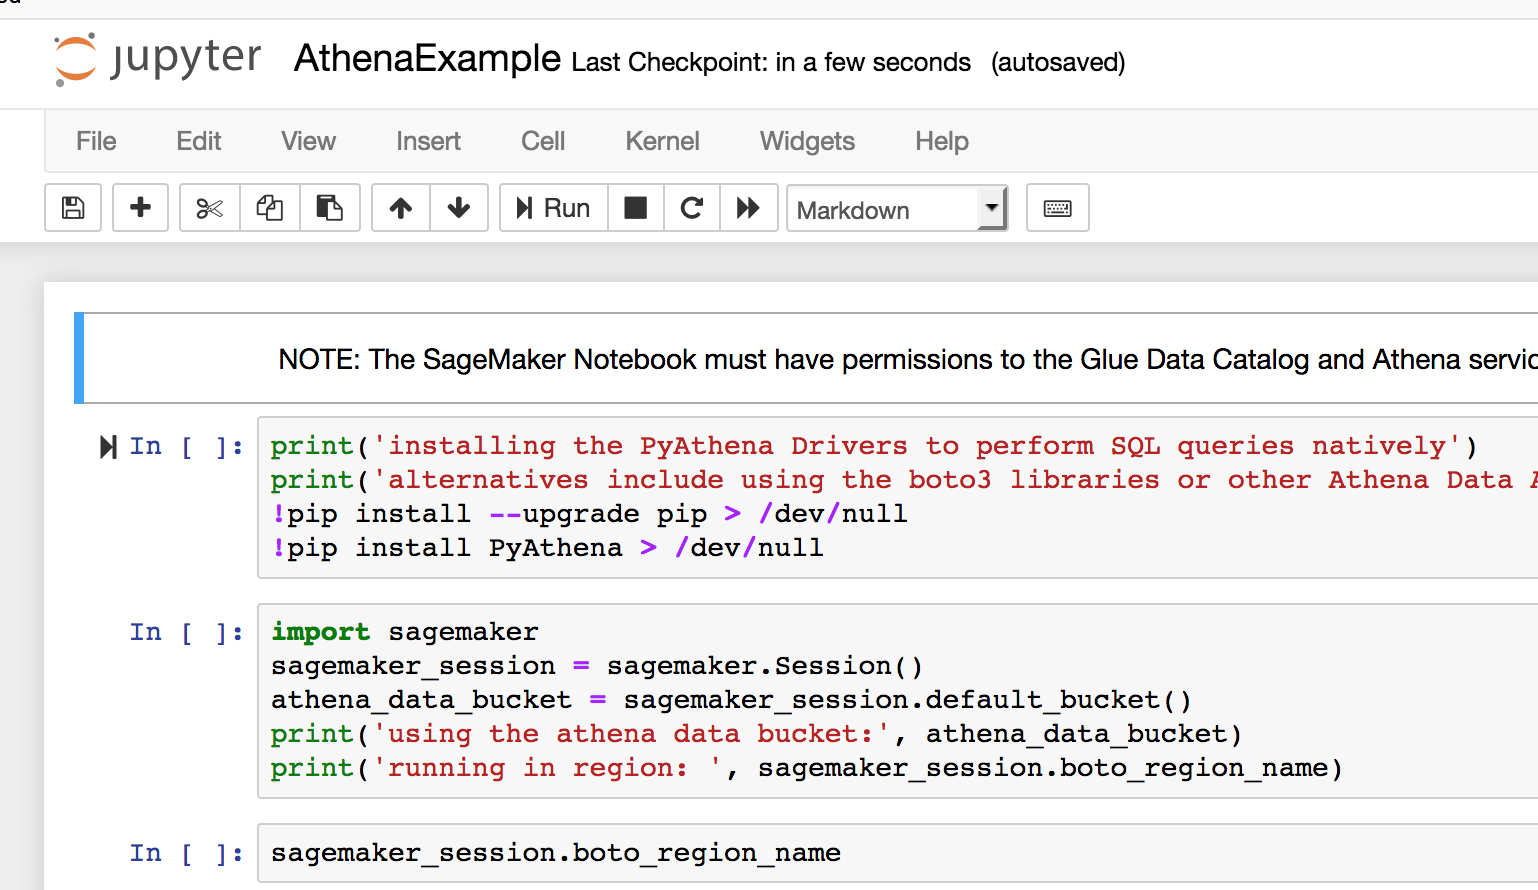 jupyter AthenaExample Last Checkpoint: in a few seconds (autosaved)
File Edit View Insert Cell Kernel Widgets Help
Run Markdown
NOTE: The SageMaker Notebook must have permissions to the Glue Data Catalog and Athena
In [ ]: print('installing the PyAthena Drivers to perform SQL queries natively')
print('alternatives include using the boto3 libraries or other Athena Data
!pip install --upgrade pip > /dev/null
!pip install PyAthena > /dev/null
In [ ]: import sagemaker
sagemaker_session = sagemaker.Session()
athena_data_bucket = sagemaker_session.default_bucket()
print('using the athena data bucket:', athena_data_bucket)
print('running in region: ', sagemaker_session.boto_region_name)
In [ ]: sagemaker_session.boto_region_name